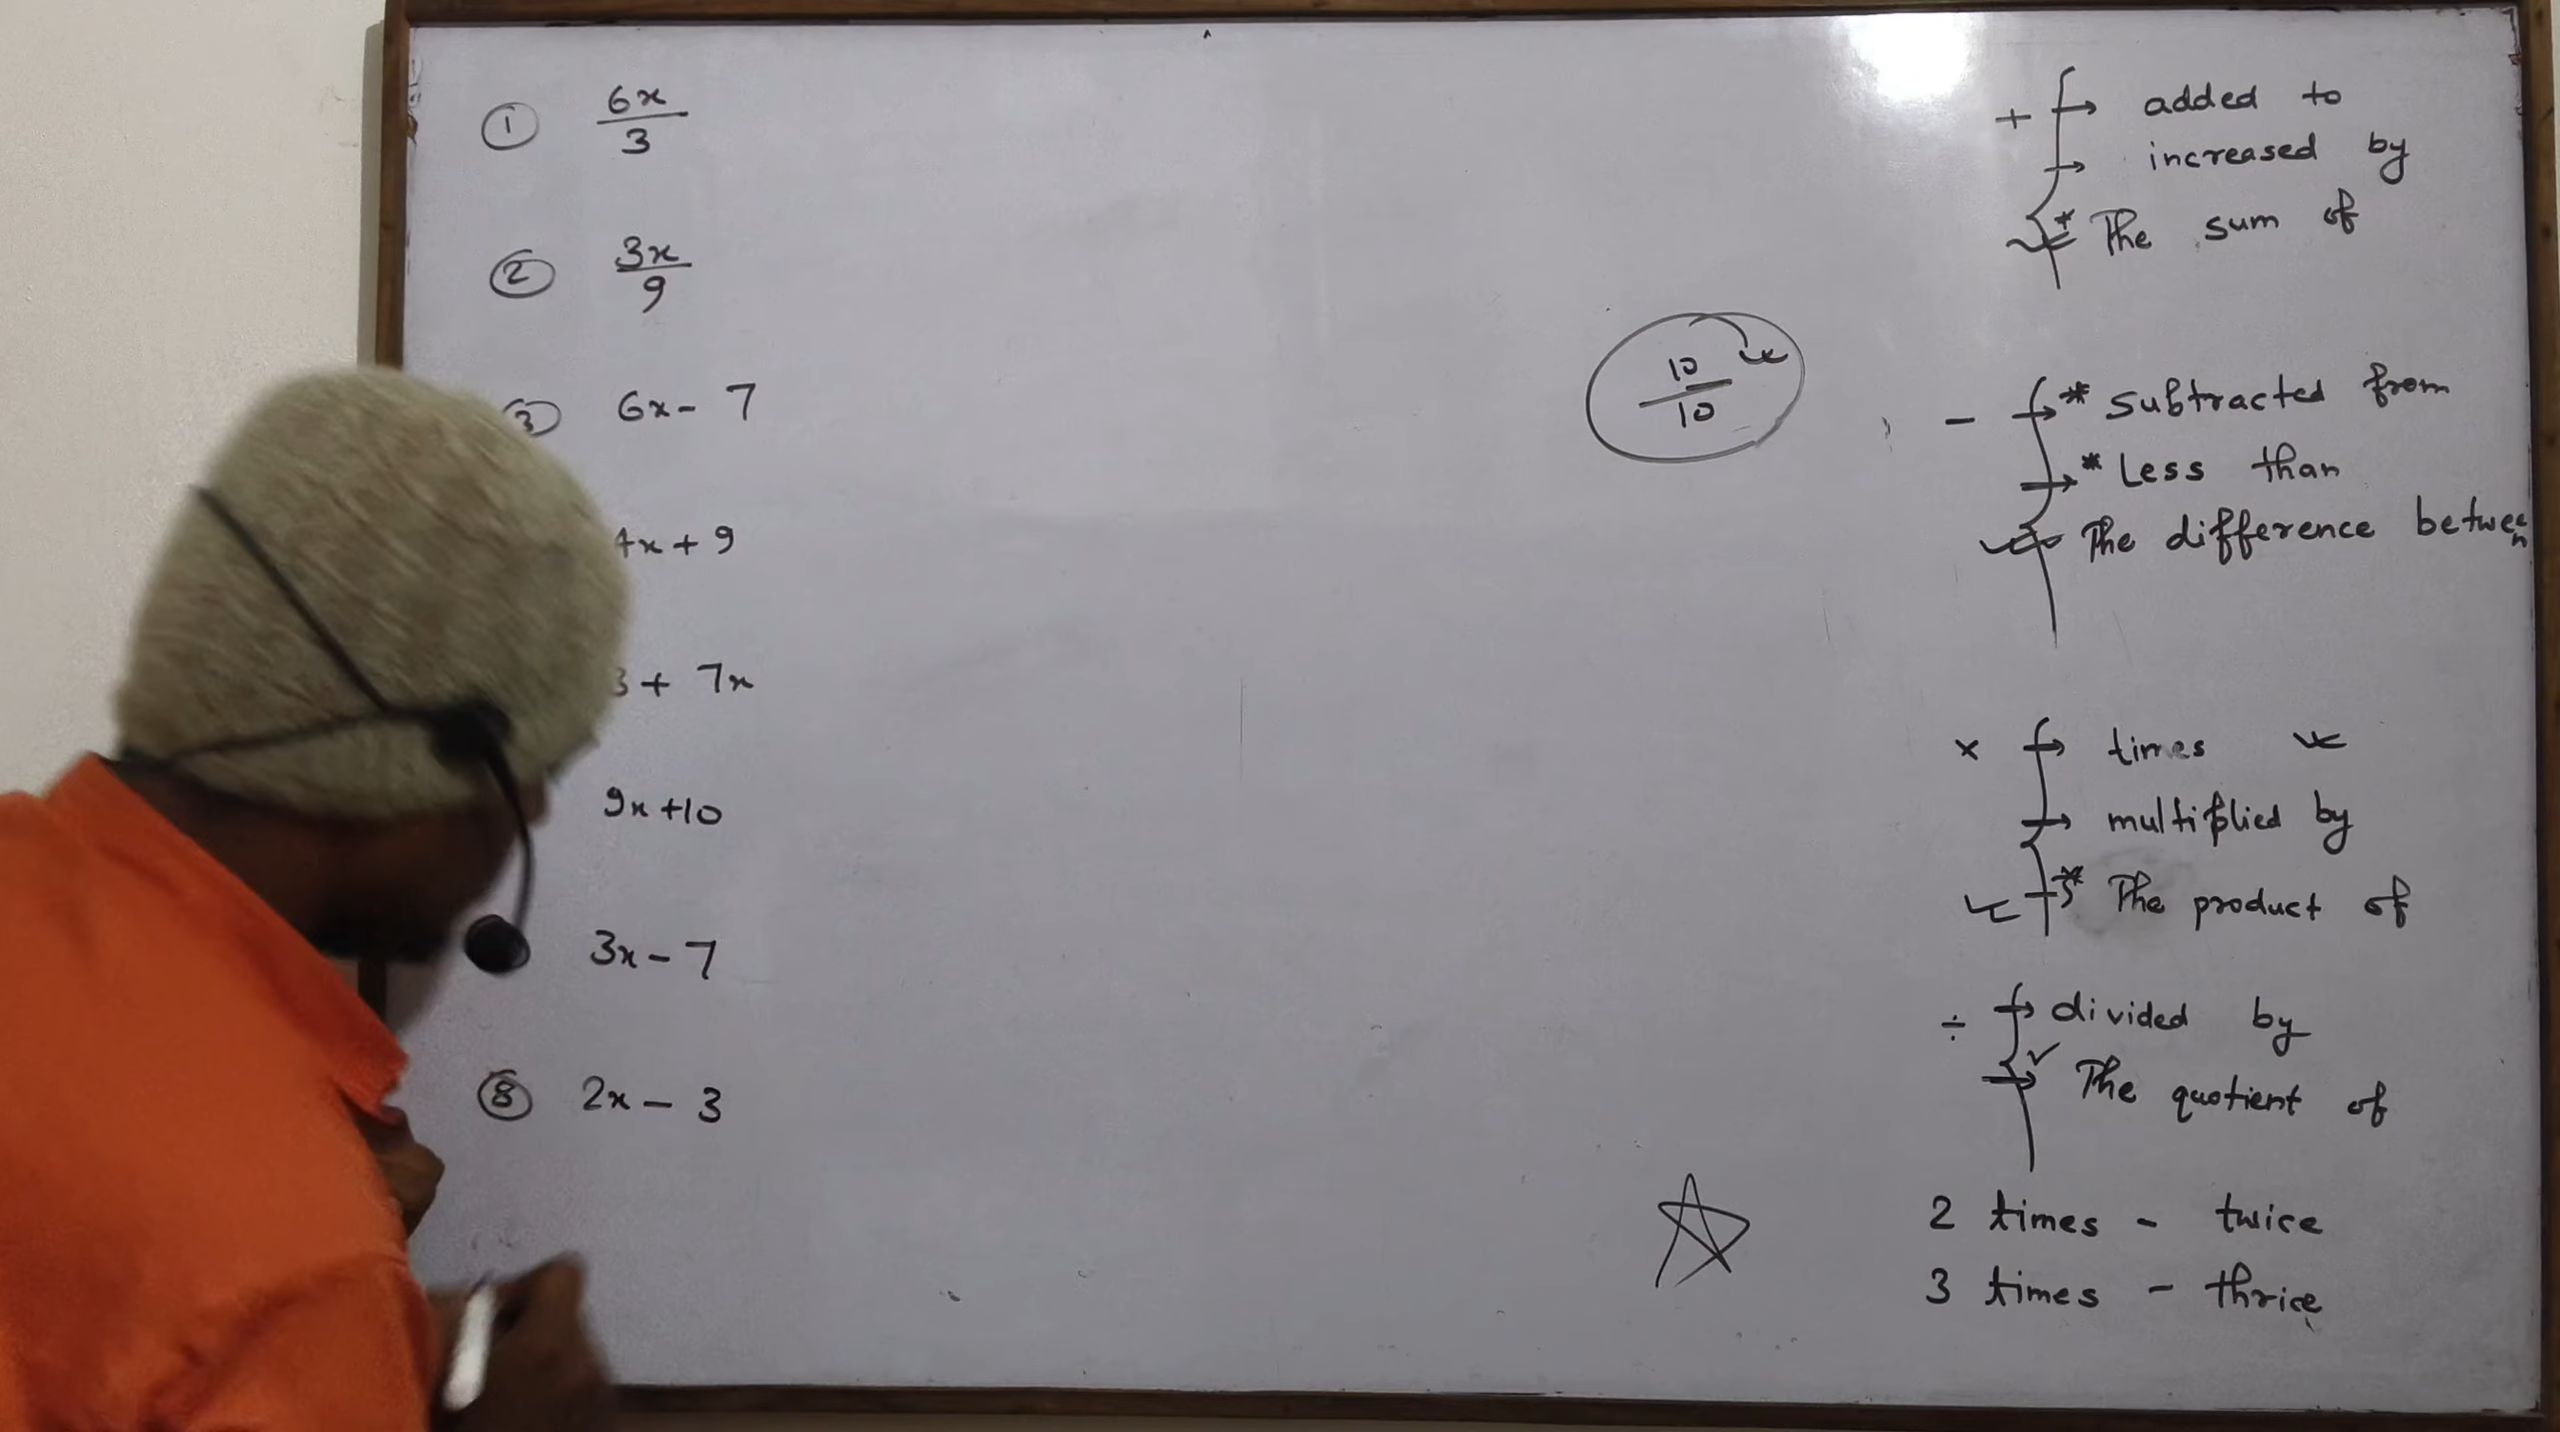 ① 6x/3
② 3x/9
③ 6x - 7
4x + 9
3 + 7x
9x + 10
3x - 7
⑧ 2x - 3
10/10
+ → added to
→ increased by
* The sum of
- → * subtracted from
→ * Less than
The difference between
× → times
→ multiplied by
* The product of
÷ → divided by
→ ✓ The quotient of
2 times - twice
3 times - thrice